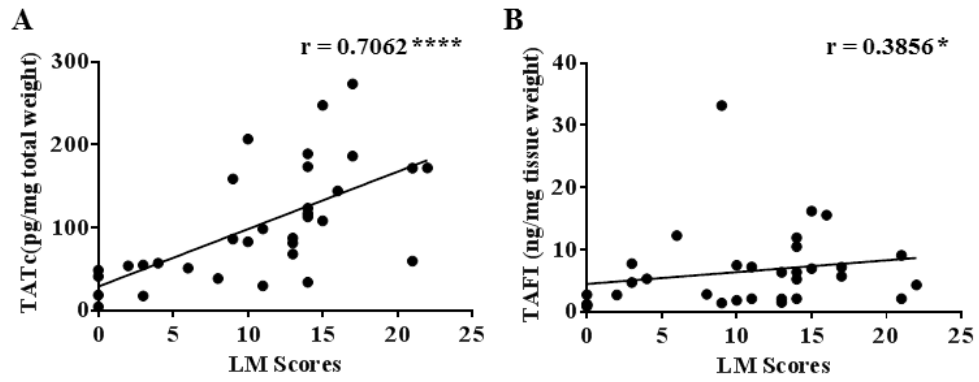 A
r = 0.7062 ****
TATc(pg/mg total weight)
300
200
100
0
0 5 10 15 20 25
LM Scores
B
r = 0.3856 *
TAFI (ng/mg tissue weight)
40
30
20
10
0
0 5 10 15 20 25
LM Scores